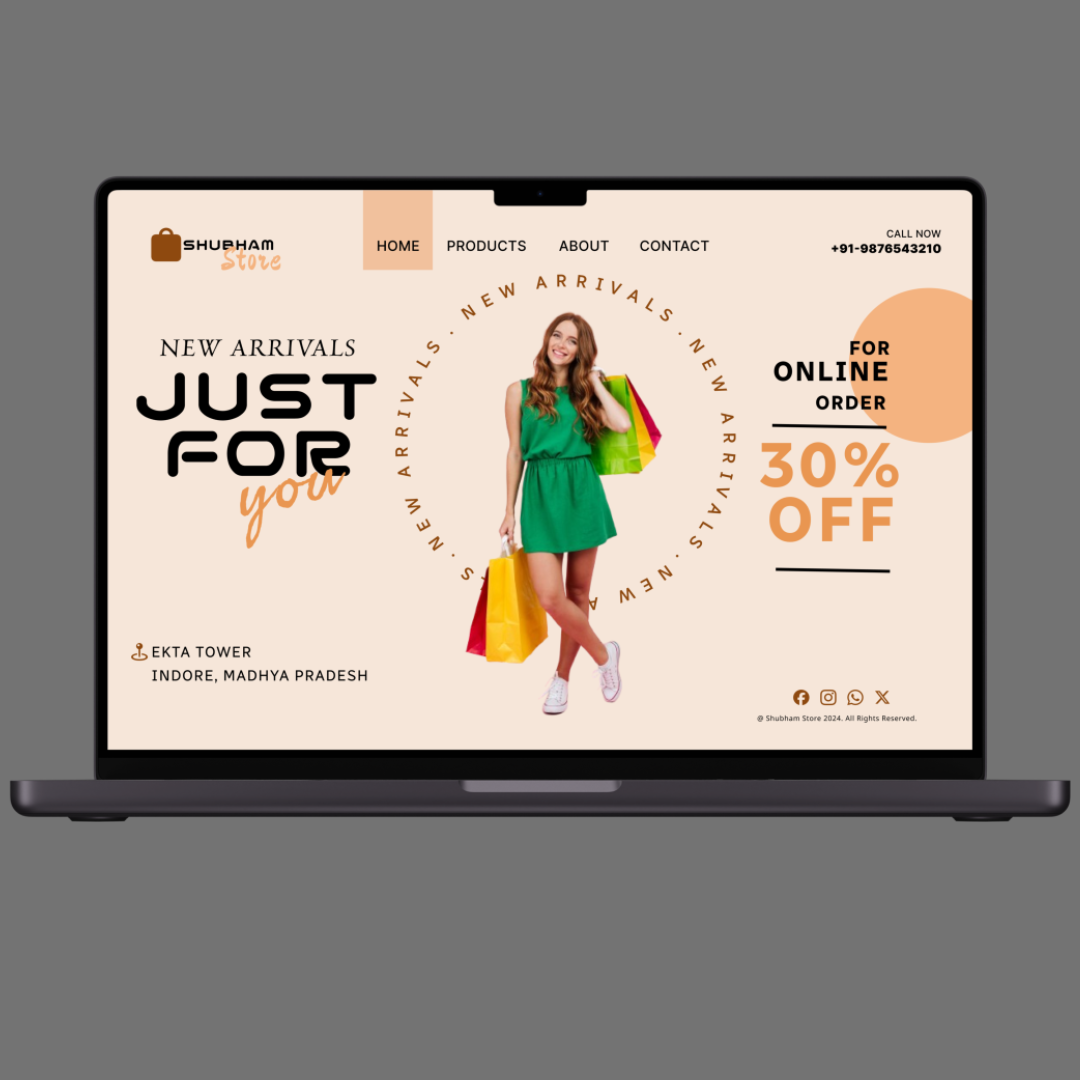 SHUBHAM
Store
HOME
PRODUCTS
ABOUT
CONTACT
CALL NOW
+91-9876543210
NEW ARRIVALS
JUST
FOR
you
NEW ARRIVALS · NEW ARRIVALS · NEW A
S · NEW ARRIVALS ·
FOR
ONLINE
ORDER
30%
OFF
EKTA TOWER
INDORE, MADHYA PRADESH
@ Shubham Store 2024. All Rights Reserved.